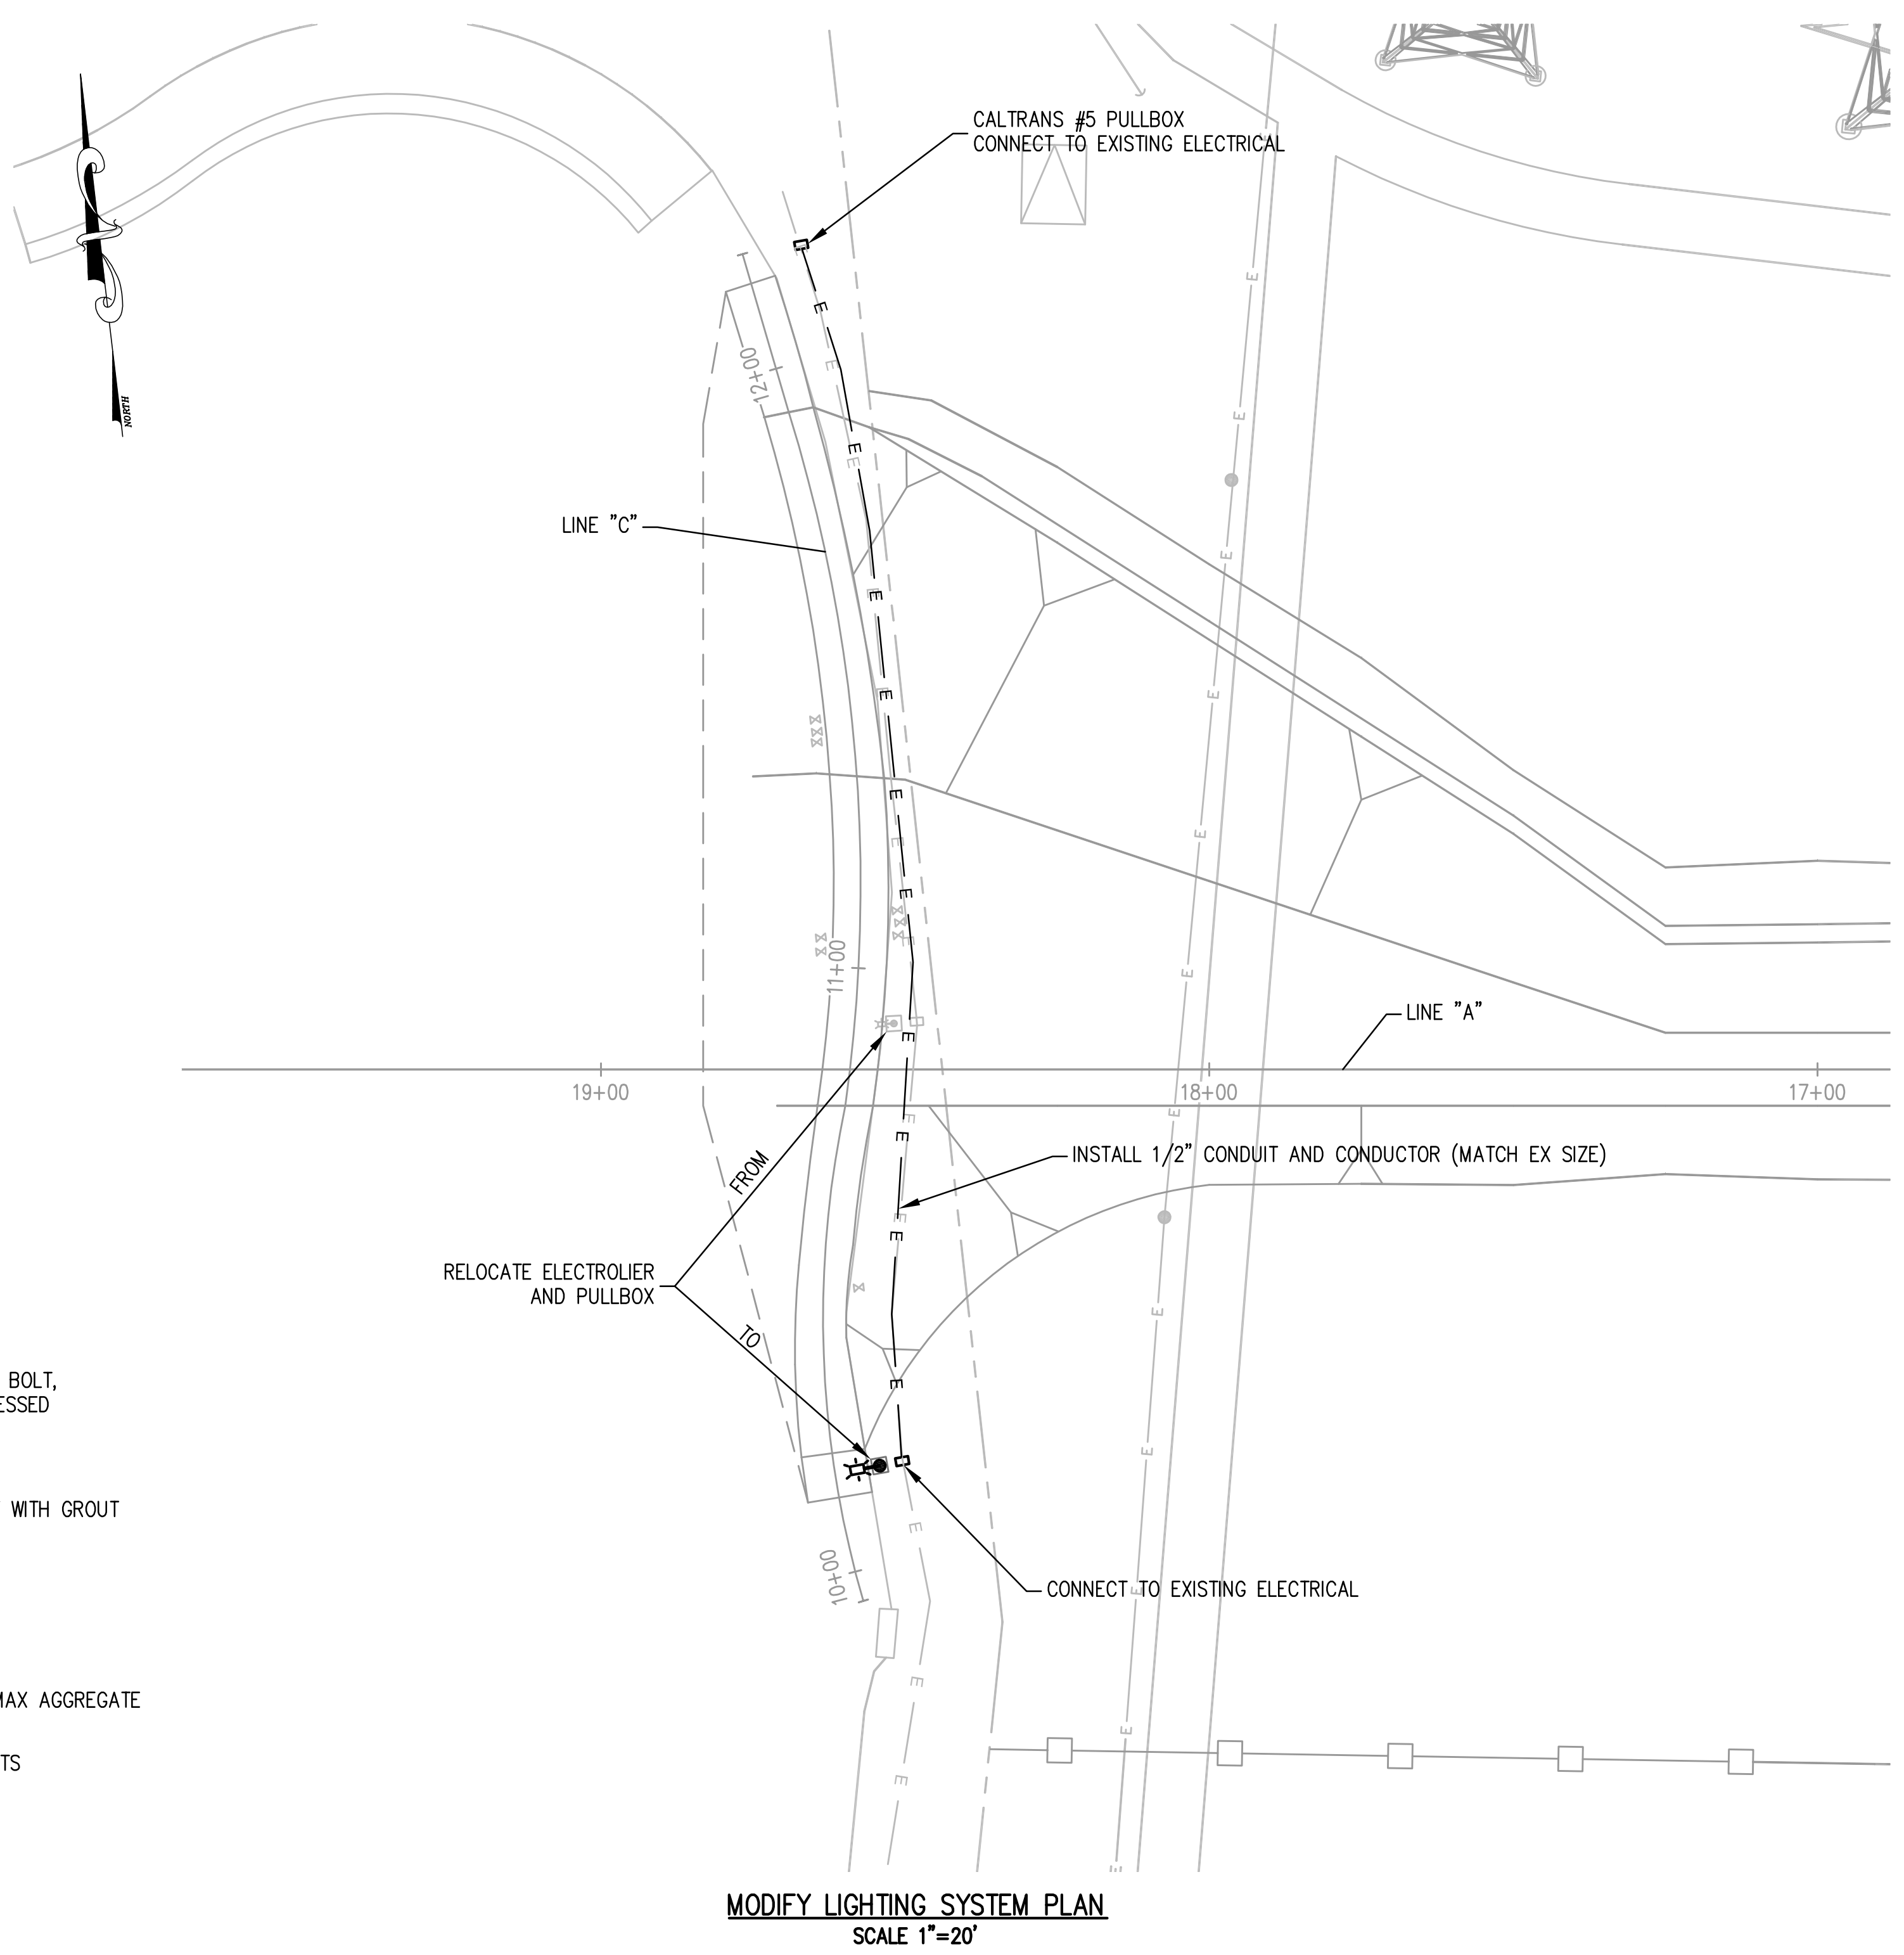 CALTRANS #5 PULLBOX
CONNECT TO EXISTING ELECTRICAL
NORTH
12+00
LINE "C"
11+00
LINE "A"
19+00
18+00
17+00
INSTALL 1/2" CONDUIT AND CONDUCTOR (MATCH EX SIZE)
FROM
RELOCATE ELECTROLIER
AND PULLBOX
TO
BOLT,
ESSED
WITH GROUT
10+00
CONNECT TO EXISTING ELECTRICAL
MAX AGGREGATE
TS
E E E E E E E E E E E E
E E E E E E E E E E E E
E E E E E E E E E E E E E
MODIFY LIGHTING SYSTEM PLAN
SCALE 1"=20'